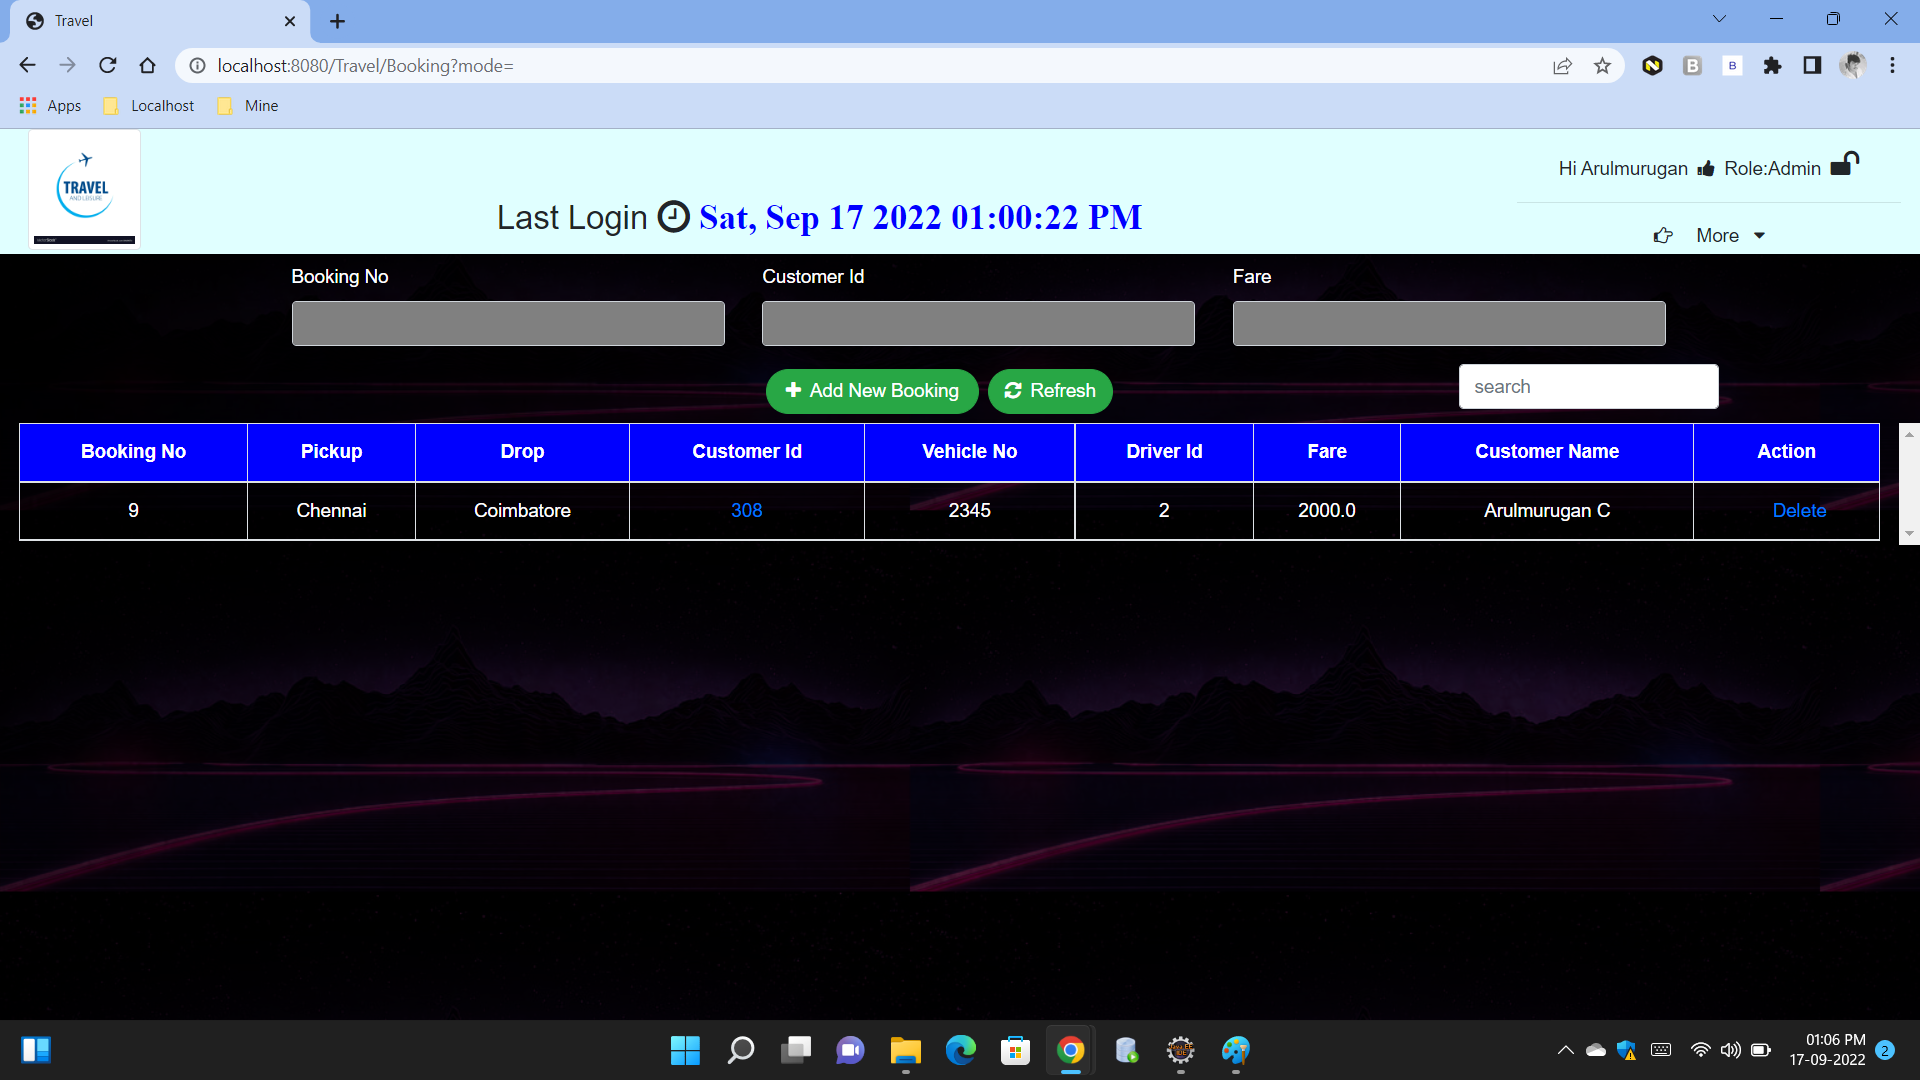 Travel
localhost:8080/Travel/Booking?mode=
Apps
Localhost
Mine
TRAVEL
AND LEISURE
Hi Arulmurugan Role:Admin
Last Login Sat, Sep 17 2022 01:00:22 PM
More
Booking No Customer Id Fare
Add New Booking Refresh search
Booking No Pickup Drop Customer Id Vehicle No Driver Id Fare Customer Name Action
9 Chennai Coimbatore 308 2345 2 2000.0 Arulmurugan C Delete
01:06 PM
17-09-2022
2